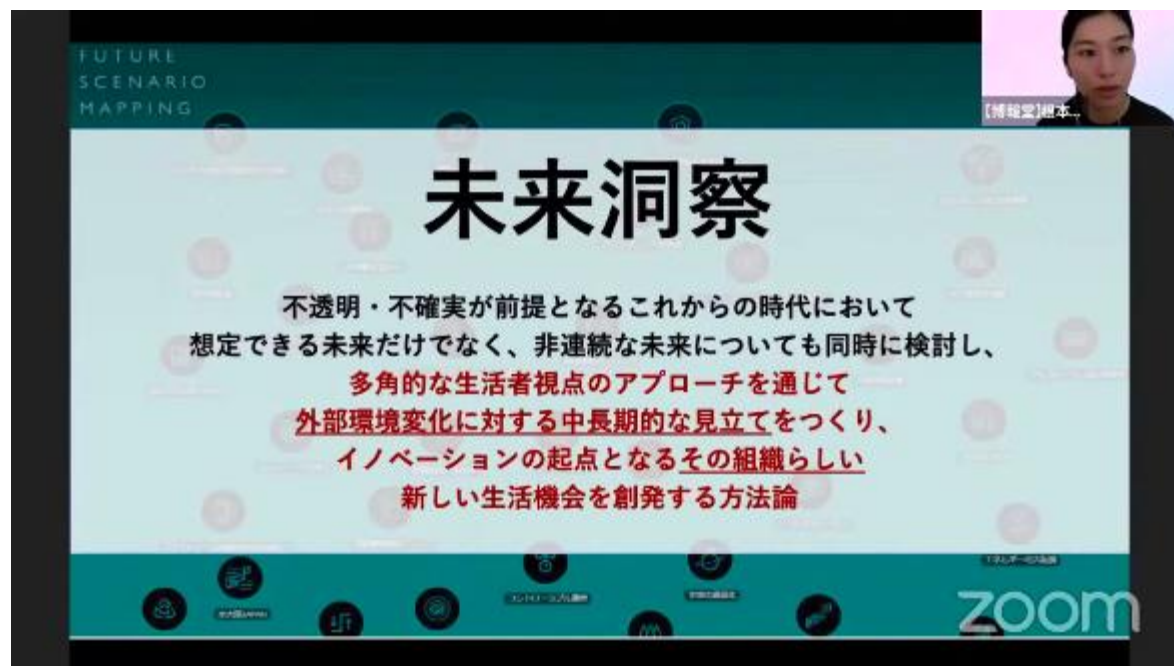 FUTURE
SCENARIO
MAPPING
【博報堂】根本...
未来洞察
不透明・不確実が前提となるこれからの時代において
想定できる未来だけでなく、非連続な未来についても同時に検討し、
多角的な生活者視点のアプローチを通じて
外部環境変化に対する中長期的な見立てをつくり、
イノベーションの起点となるその組織らしい
新しい生活機会を創発する方法論
zoom